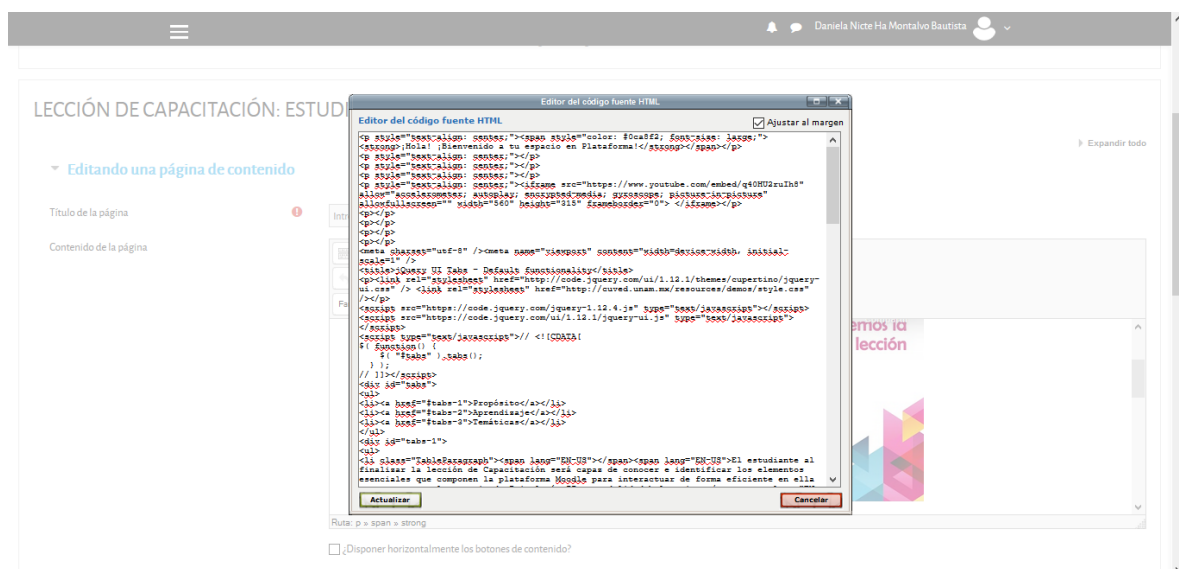 Daniela Nicte Ha Montalvo Bautista
LECCIÓN DE CAPACITACIÓN: ESTUDI
Expandir todo
Editando una página de contenido
Título de la página
Intr
Contenido de la página
Fa
emos la
lección
Editor del código fuente HTML
Editor del código fuente HTML
Ajustar al margen
<p style="text-align: center;"><span style="color: #0ca8f2; font-size: large;">
<strong>¡Hola! ¡Bienvenido a tu espacio en Plataforma!</strong></span></p>
<p style="text-align: center;"></p>
<p style="text-align: center;"></p>
<p style="text-align: center;"></p>
<p style="text-align: center;"><iframe src="https://www.youtube.com/embed/q40HU2ruIh8"
allow="accelerometer; autoplay; encrypted-media; gyroscope; picture-in-picture"
allowfullscreen="" width="560" height="315" frameborder="0"> </iframe></p>
<p></p>
<p></p>
<p></p>
<p></p>
<meta charset="utf-8" /><meta name="viewport" content="width=device-width, initial-
scale=1" />
<title>jQuery UI Tabs - Default functionality</title>
<p><link rel="stylesheet" href="http://code.jquery.com/ui/1.12.1/themes/cupertino/jquery-
ui.css" /> <link rel="stylesheet" href="http://cuved.unam.mx/resources/demos/style.css"
/></p>
<script src="https://code.jquery.com/jquery-1.12.4.js" type="text/javascript"></script>
<script src="https://code.jquery.com/ui/1.12.1/jquery-ui.js" type="text/javascript">
</script>
<script type="text/javascript">// <![CDATA[
$( function() {
$( "#tabs" ).tabs();
} );
// ]]></script>
<div id="tabs">
<ul>
<li><a href="#tabs-1">Propósito</a></li>
<li><a href="#tabs-2">Aprendizaje</a></li>
<li><a href="#tabs-3">Temáticas</a></li>
</ul>
<div id="tabs-1">
<ul>
<li class="TableParagraph"><span lang="EN-US"></span><span lang="EN-US">El estudiante al
finalizar la lección de Capacitación será capaz de conocer e identificar los elementos
esenciales que componen la plataforma Moodle para interactuar de forma eficiente en ella
Actualizar
Cancelar
Ruta: p » span » strong
¿Disponer horizontalmente los botones de contenido?